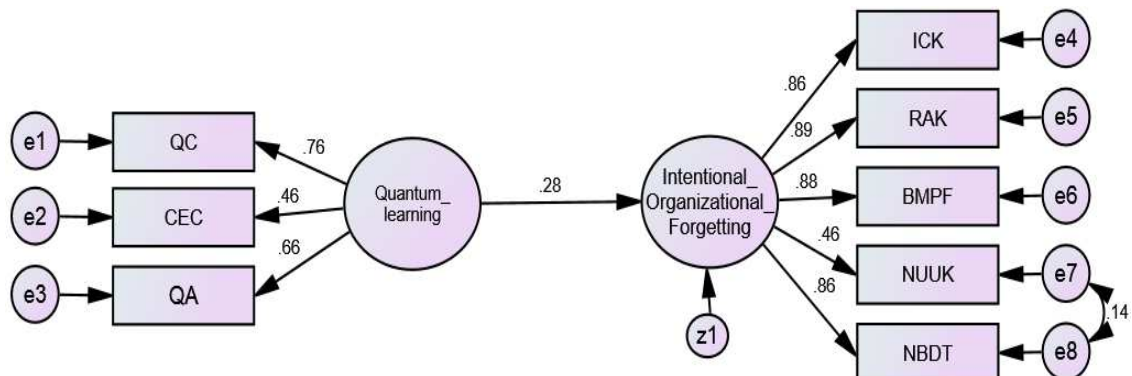 e1
QC
e2
CEC
e3
QA
.76
.46
.66
Quantum_
learning
.28
Intentional_
Organizational_
Forgetting
z1
.86
.89
.88
.46
.86
ICK
RAK
BMPF
NUUK
NBDT
e4
e5
e6
e7
e8
.14